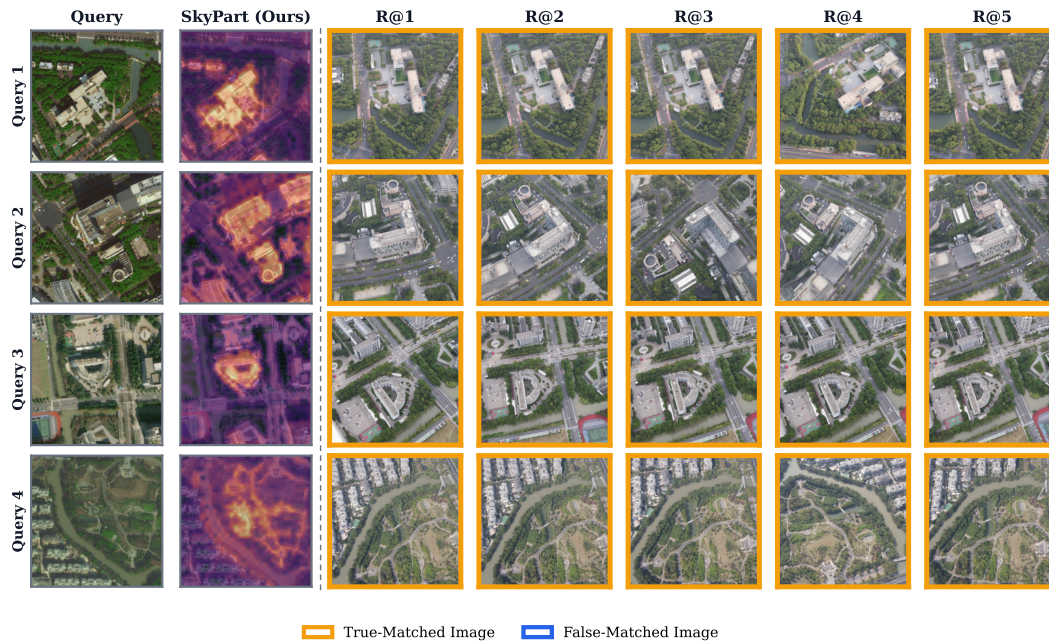 Query SkyPart (Ours) R@1 R@2 R@3 R@4 R@5
Query 1
Query 2
Query 3
Query 4
True-Matched Image False-Matched Image